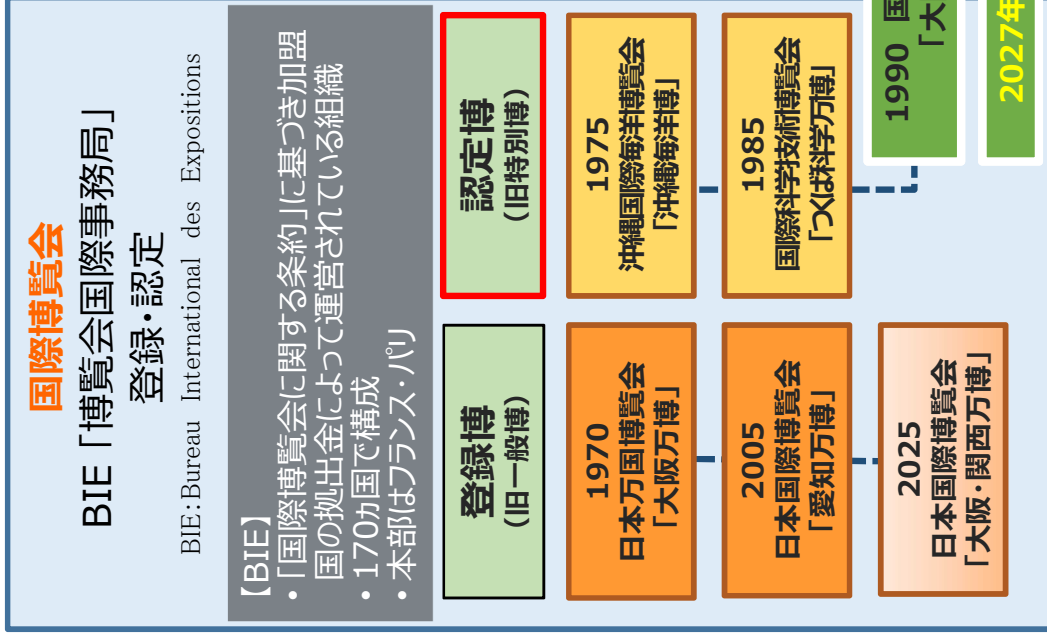 国際博覧会
BIE「博覧会国際事務局」
登録・認定
BIE:Bureau International des Expositions
【BIE】
・「国際博覧会に関する条約」に基づき加盟
国の拠出金によって運営されている組織
・170ヵ国で構成
・本部はフランス・パリ
登録博
（旧一般博）
1970
日本万国博覧会
「大阪万博」
2005
日本国際博覧会
「愛知万博」
2025
日本国際博覧会
「大阪・関西万博」
認定博
（旧特別博）
1975
沖縄国際海洋博覧会
「沖縄海洋博」
1985
国際科学技術博覧会
「つくば科学万博」
1990 国
「大
2027年